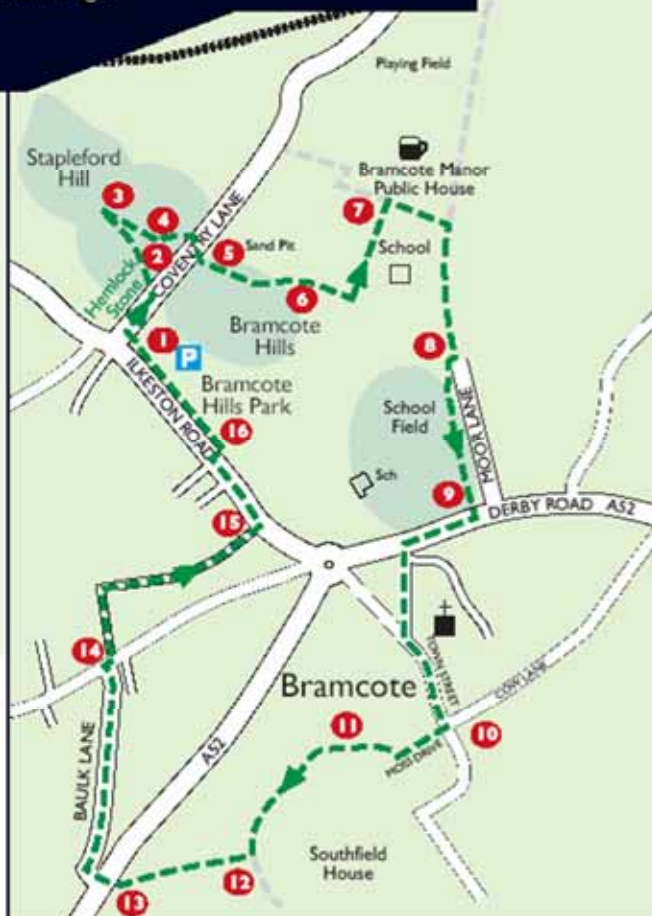 Playing Field
Stapleford
Hill
Bramcote Manor
Public House
3
7
4
COVENTRY LANE
5
Sand Pit
School
2
Hemlock
Stone
6
Bramcote
Hills
1
P
8
Bramcote
Hills Park
School
Field
MOOR LANE
ILKESTON ROAD
16
Sch
9
15
DERBY ROAD A52
TOWN STREET
14
Bramcote
COW LANE
11
10
A52
MOSS DRIVE
BAULK LANE
Southfield
House
12
13